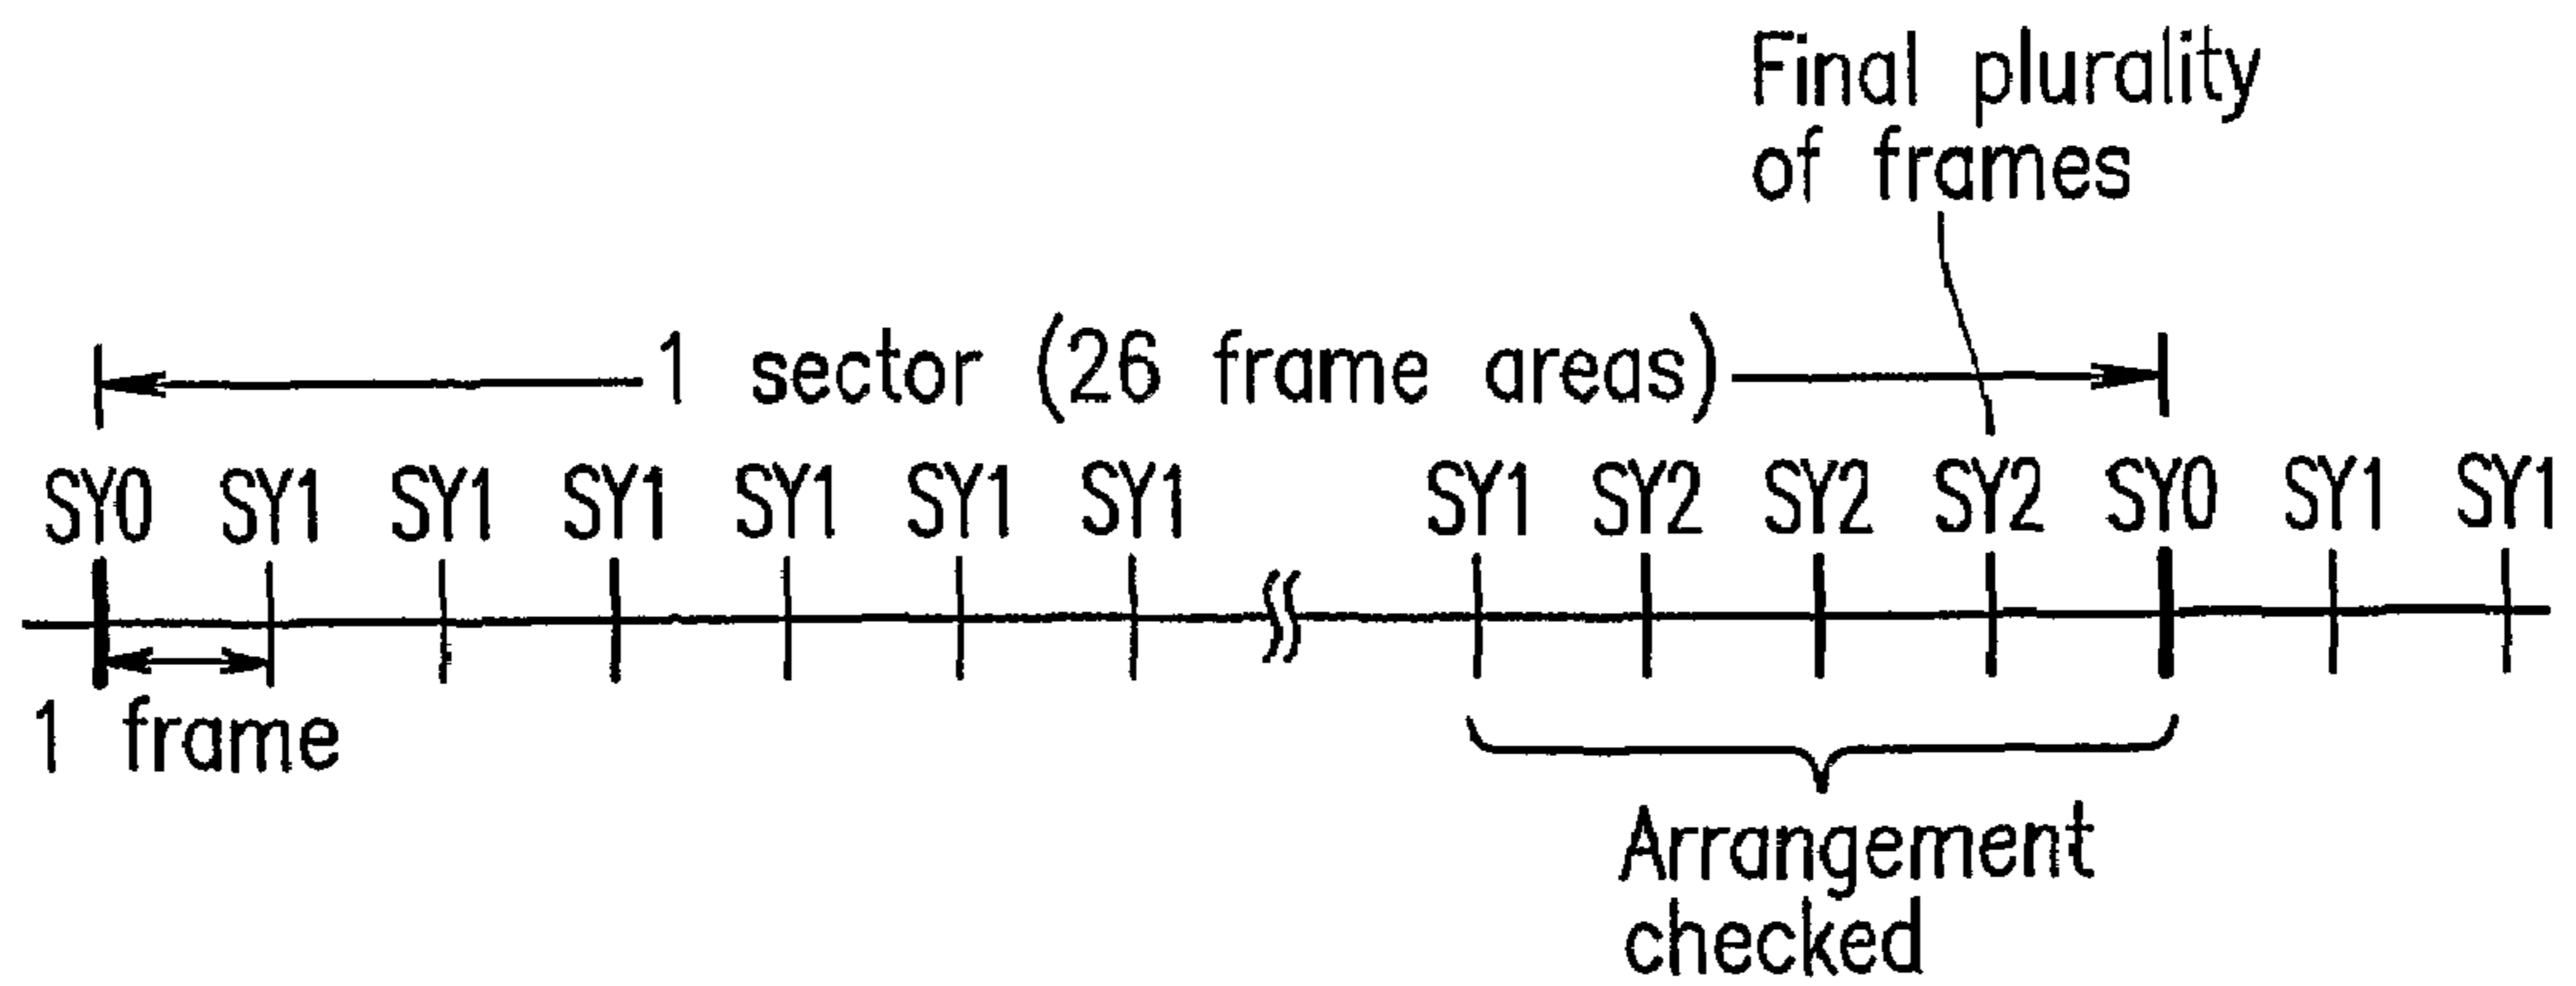 Final plurality
of frames
1 sector (26 frame areas)
SY0 SY1 SY1 SY1 SY1 SY1 SY1 SY1 SY2 SY2 SY2 SY0 SY1 SY1
1 frame
Arrangement
checked